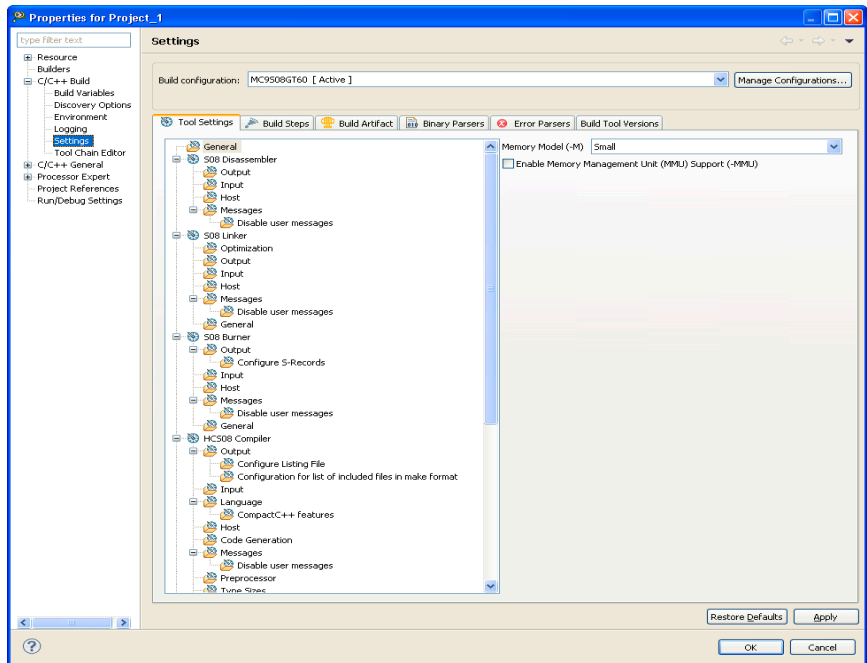 Properties for Project_1
type filter text
Resource
Builders
C/C++ Build
Build Variables
Discovery Options
Environment
Logging
Settings
Tool Chain Editor
C/C++ General
Processor Expert
Project References
Run/Debug Settings
Settings
Build configuration: MC9S08GT60 [ Active ] Manage Configurations...
Tool Settings Build Steps Build Artifact Binary Parsers Error Parsers Build Tool Versions
General
S08 Disassembler
Output
Input
Host
Messages
Disable user messages
S08 Linker
Optimization
Output
Input
Host
Messages
Disable user messages
General
S08 Burner
Output
Configure S-Records
Input
Host
Messages
Disable user messages
General
HCS08 Compiler
Output
Configure Listing File
Configuration for list of included files in make format
Input
Language
CompactC++ features
Host
Code Generation
Messages
Disable user messages
Preprocessor
Type Sizes
Memory Model (-M) Small
Enable Memory Management Unit (MMU) Support (-MMU)
Restore Defaults Apply
? OK Cancel